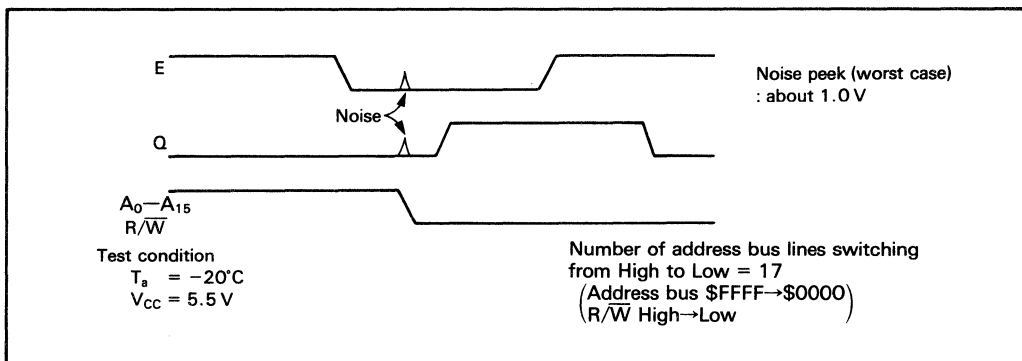 E
Noise peek (worst case)
: about 1.0 V
Noise
Q
A₀—A₁₅
R/W̅
Test condition
Tₐ = −20°C
V_CC = 5.5 V
Number of address bus lines switching
from High to Low = 17
(Address bus $FFFF→$0000
R/W̅ High→Low)